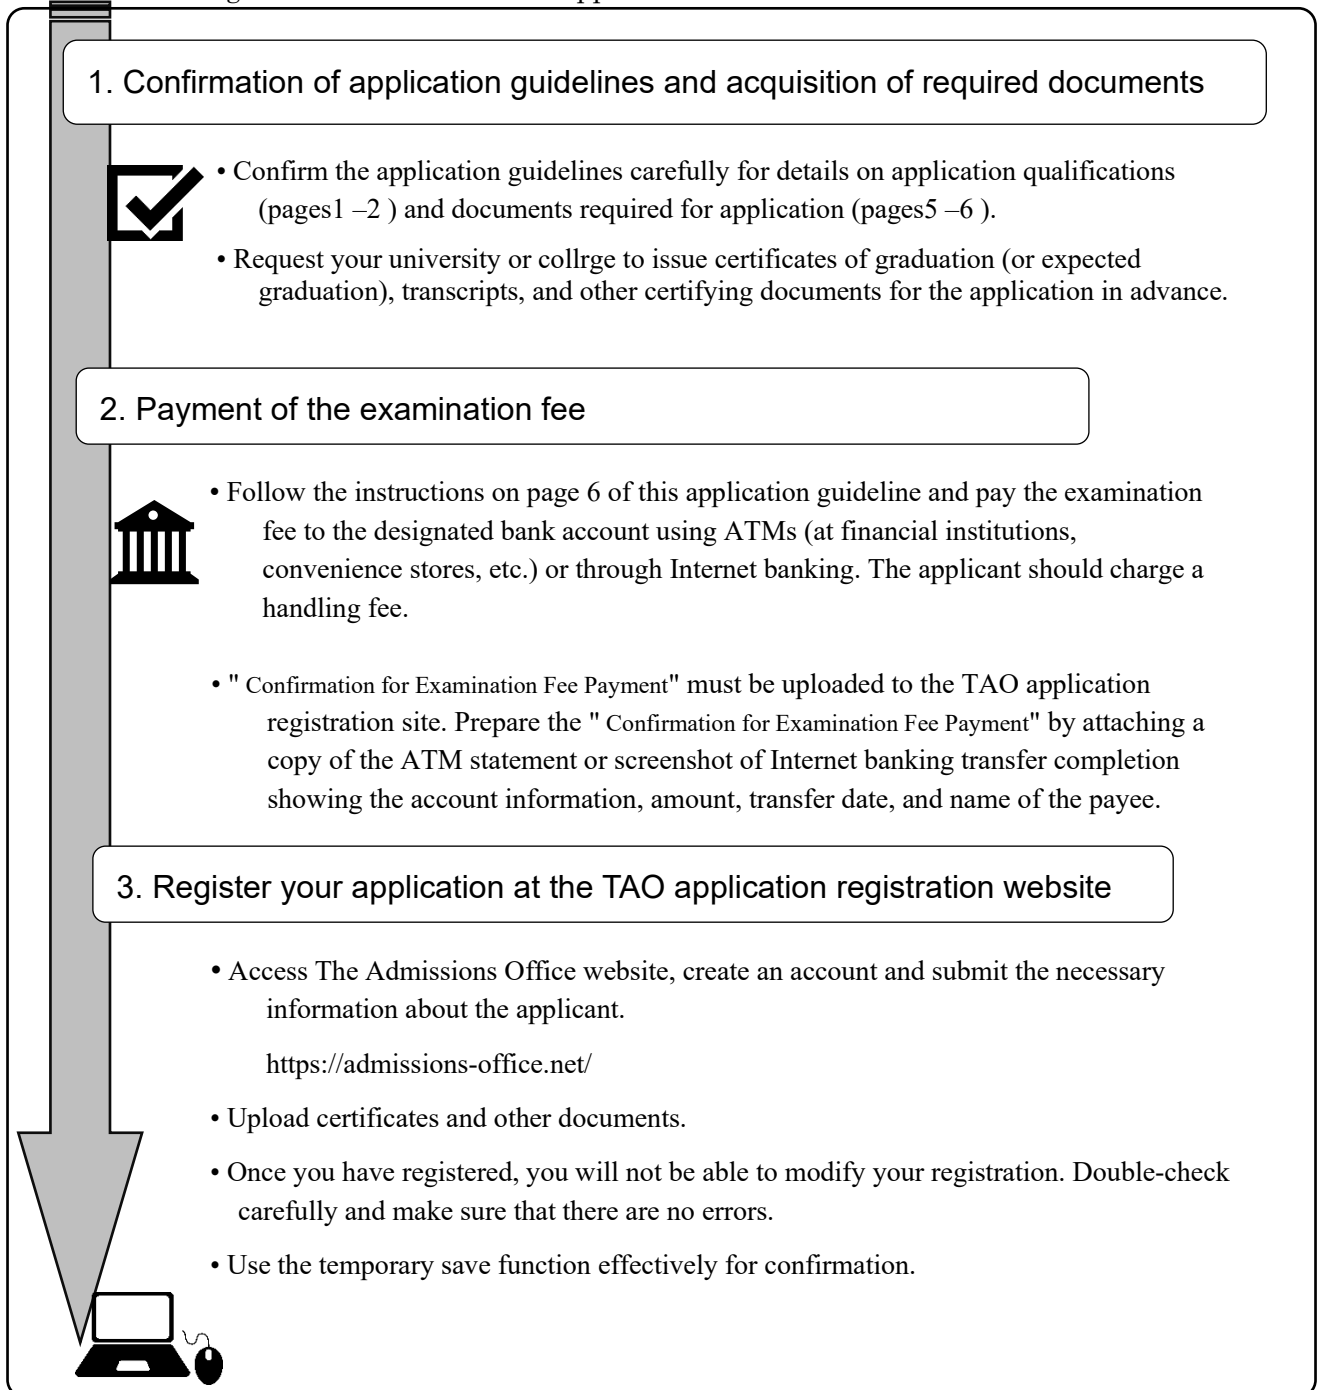 1. Confirmation of application guidelines and acquisition of required documents
• Confirm the application guidelines carefully for details on application qualifications
(pages1 –2 ) and documents required for application (pages5 –6 ).
• Request your university or collrge to issue certificates of graduation (or expected
graduation), transcripts, and other certifying documents for the application in advance.
2. Payment of the examination fee
• Follow the instructions on page 6 of this application guideline and pay the examination
fee to the designated bank account using ATMs (at financial institutions,
convenience stores, etc.) or through Internet banking. The applicant should charge a
handling fee.
• " Confirmation for Examination Fee Payment" must be uploaded to the TAO application
registration site. Prepare the " Confirmation for Examination Fee Payment" by attaching a
copy of the ATM statement or screenshot of Internet banking transfer completion
showing the account information, amount, transfer date, and name of the payee.
3. Register your application at the TAO application registration website
• Access The Admissions Office website, create an account and submit the necessary
information about the applicant.
https://admissions-office.net/
• Upload certificates and other documents.
• Once you have registered, you will not be able to modify your registration. Double-check
carefully and make sure that there are no errors.
• Use the temporary save function effectively for confirmation.